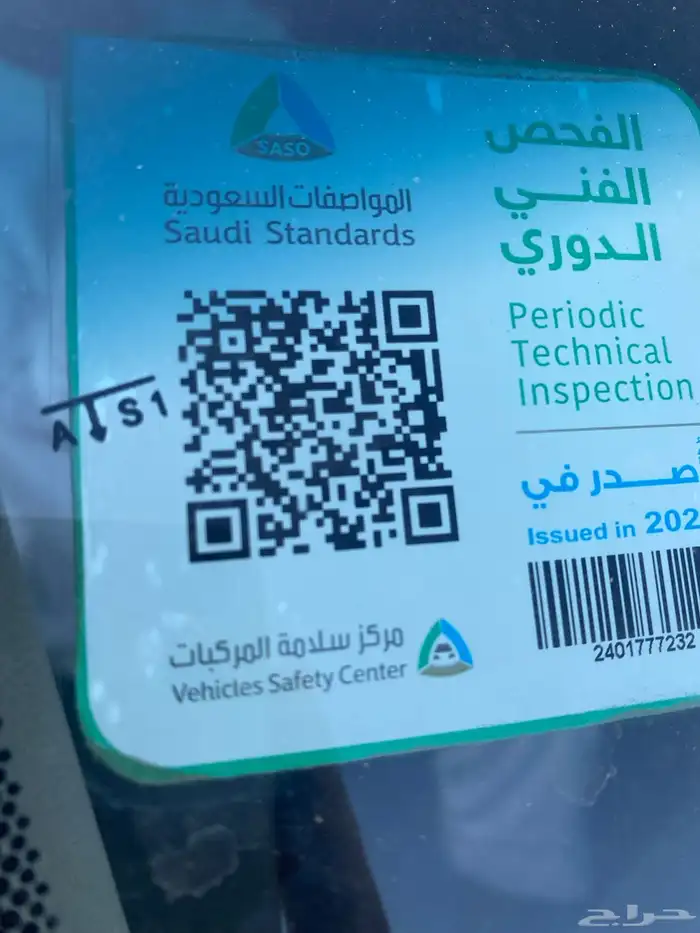 SASO
المواصفات السعودية
Saudi Standards
الفحص
الفني
الدوري
Periodic
Technical
Inspection
A S1
في
Issued in 202
2401777232
مركز سلامة المركبات
Vehicles Safety Center
حراج